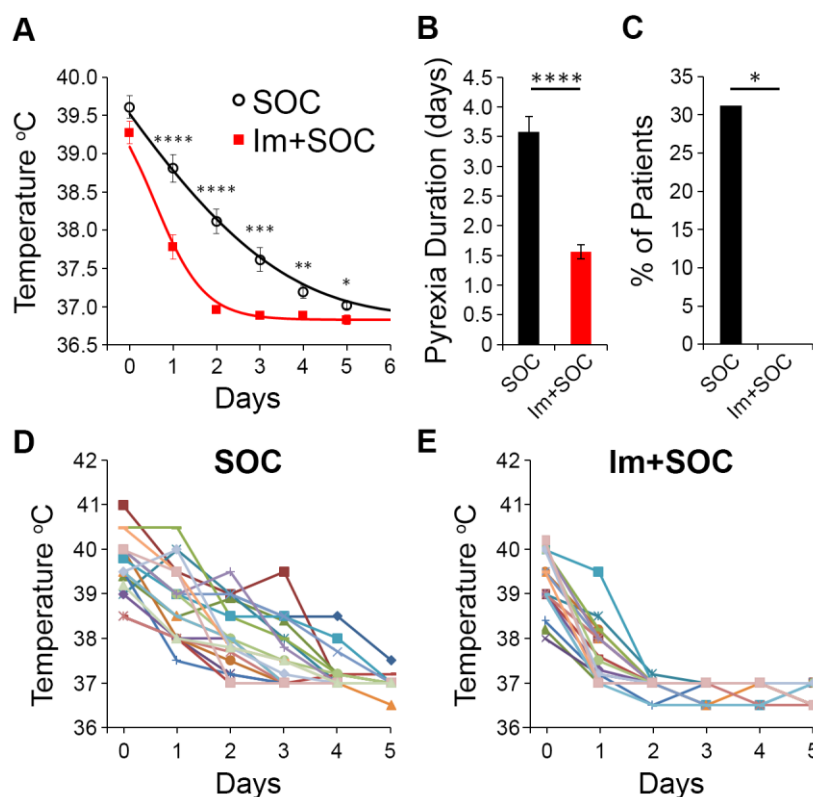 A
Temperature ºC
40.0
39.5
39.0
38.5
38.0
37.5
37.0
36.5
SOC
Im+SOC
****
****
***
**
*
0 1 2 3 4 5 6
Days
B
Pyrexia Duration (days)
4.5
4.0
3.5
3.0
2.5
2.0
1.5
1.0
0.5
0
****
SOC
Im+SOC
C
% of Patients
35
30
25
20
15
10
5
0
*
SOC
Im+SOC
D
SOC
Temperature ºC
42
41
40
39
38
37
36
0 1 2 3 4 5
Days
E
Im+SOC
Temperature ºC
42
41
40
39
38
37
36
0 1 2 3 4 5
Days